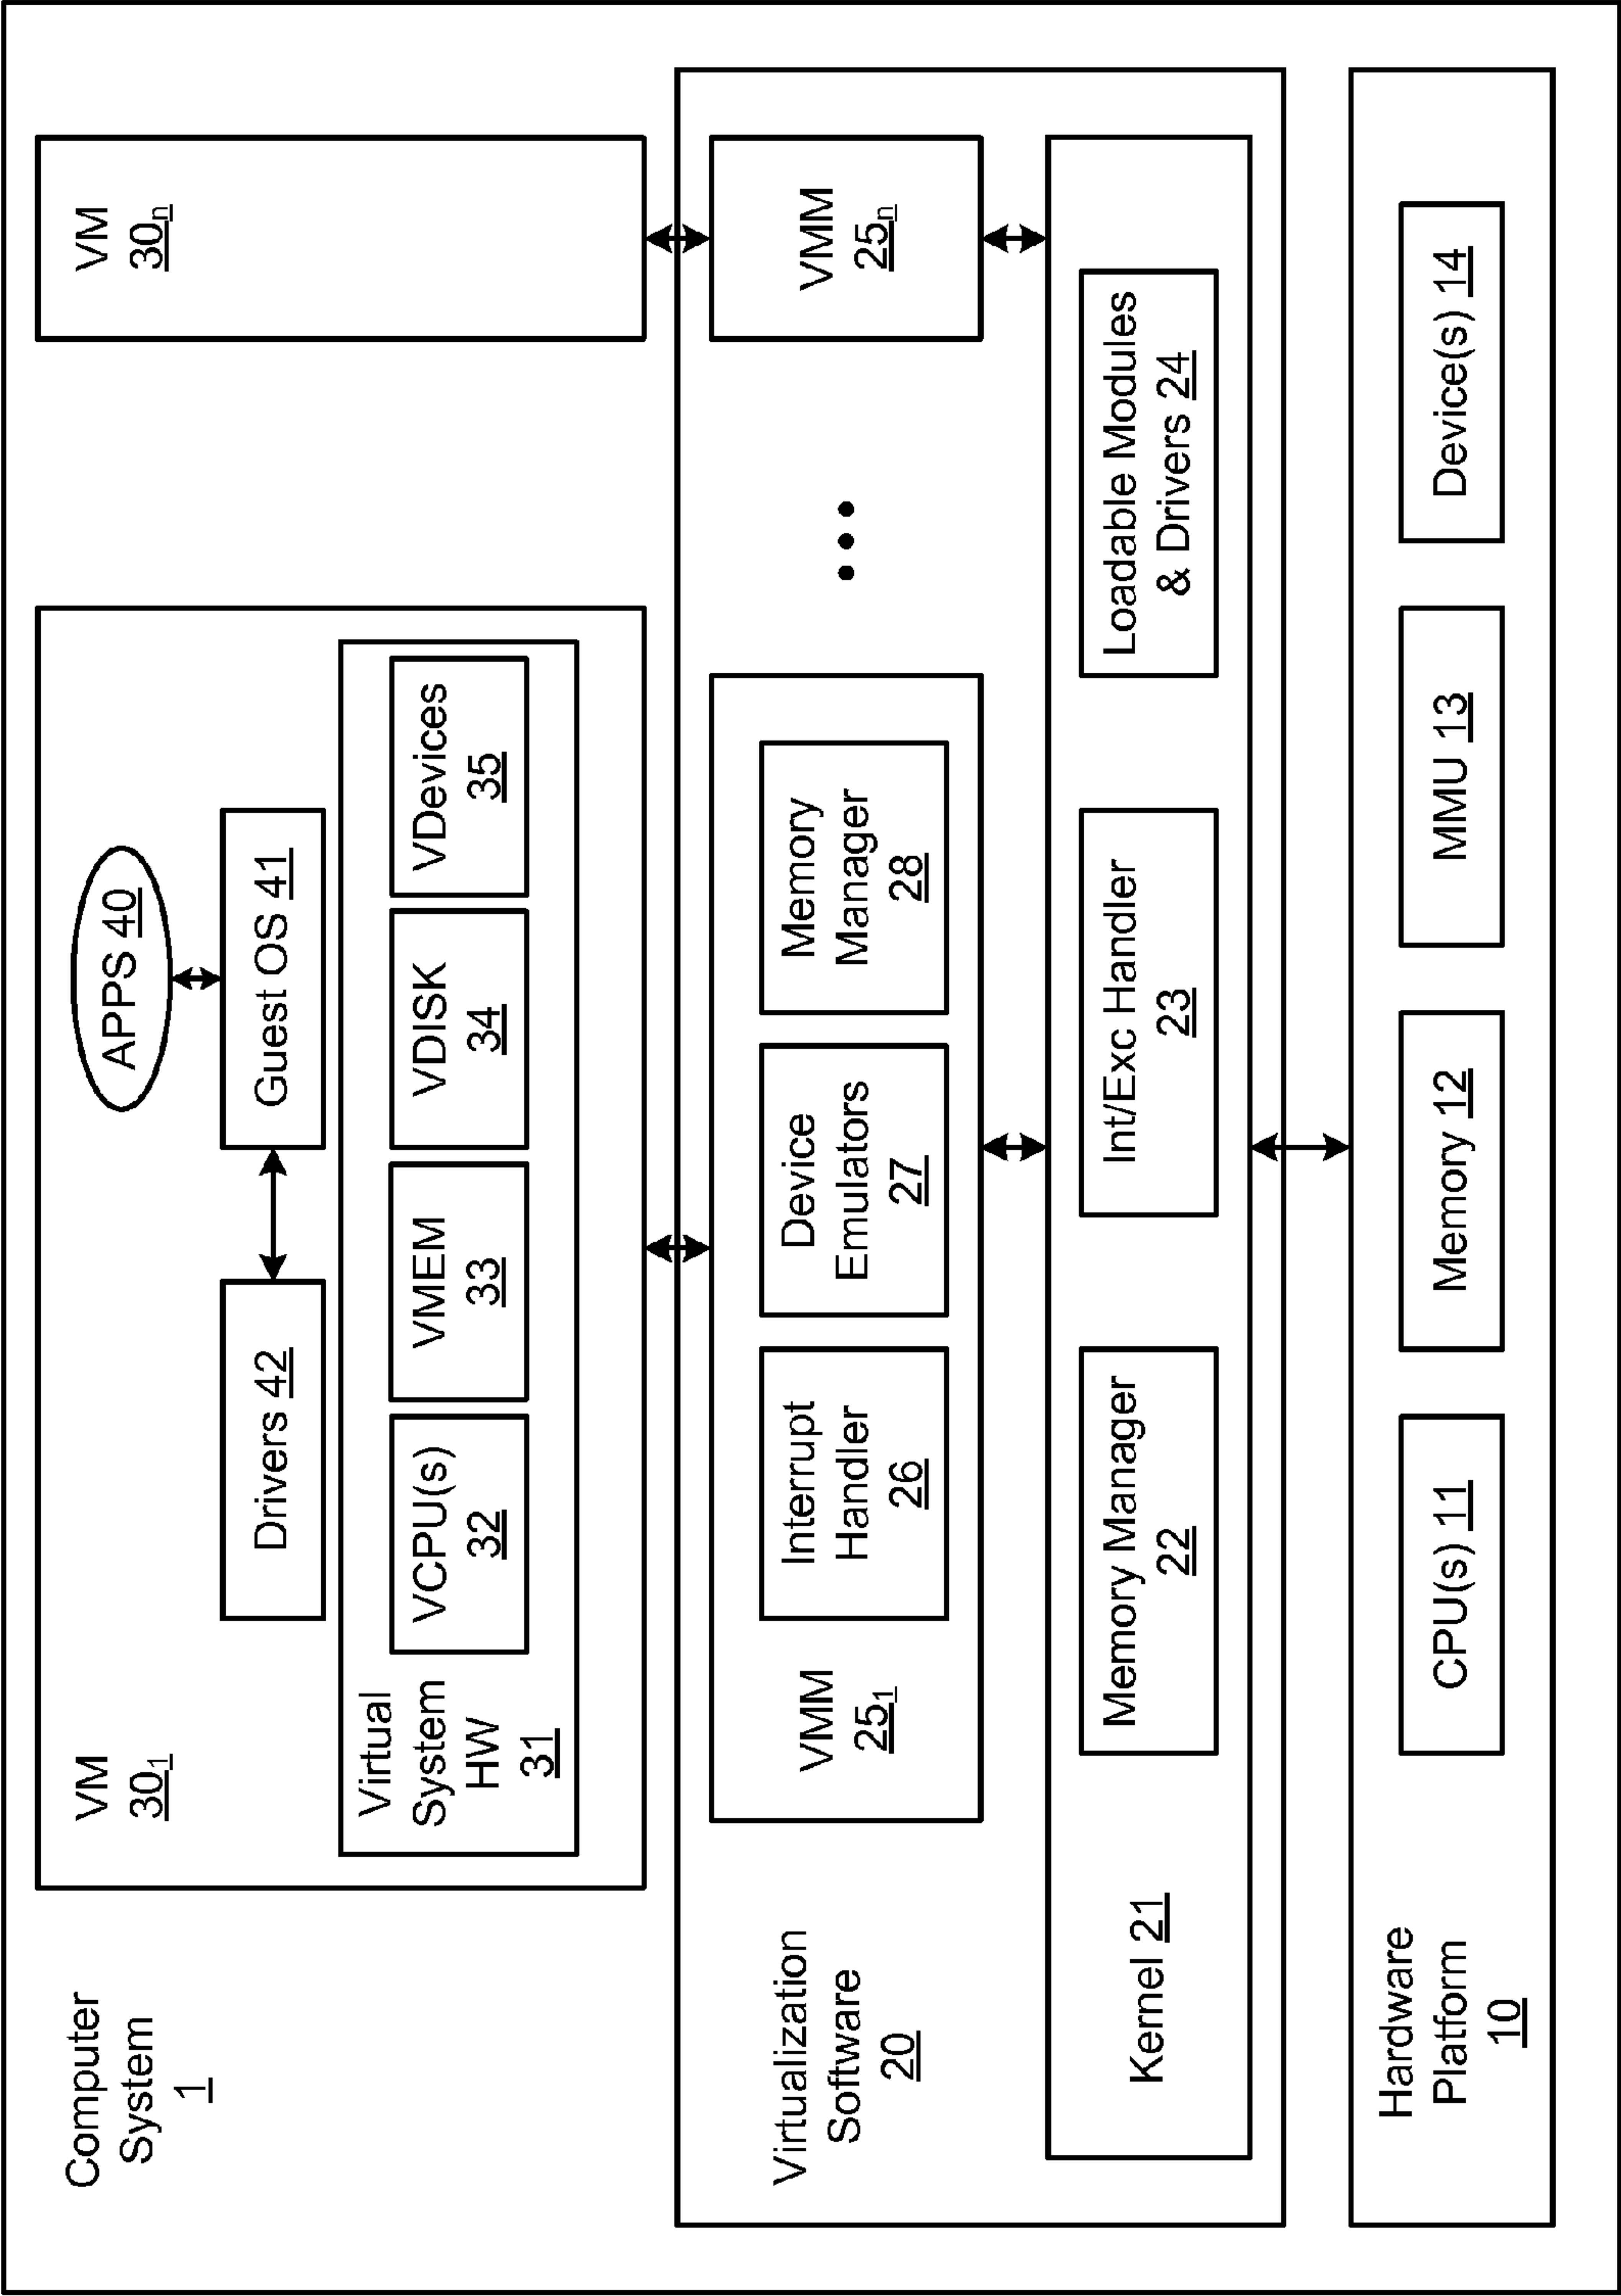 Computer
System
1
VM
30₁
APPS 40
Drivers 42
Guest OS 41
Virtual
System
HW
31
VCPU(s)
32
VMEM
33
VDISK
34
VDevices
35
VM
30ₙ
Virtualization
Software
20
VMM
25₁
Interrupt
Handler
26
Device
Emulators
27
Memory
Manager
28
VMM
25ₙ
Kernel 21
Memory Manager
22
Int/Exc Handler
23
Loadable Modules
& Drivers 24
Hardware
Platform
10
CPU(s) 11
Memory 12
MMU 13
Device(s) 14